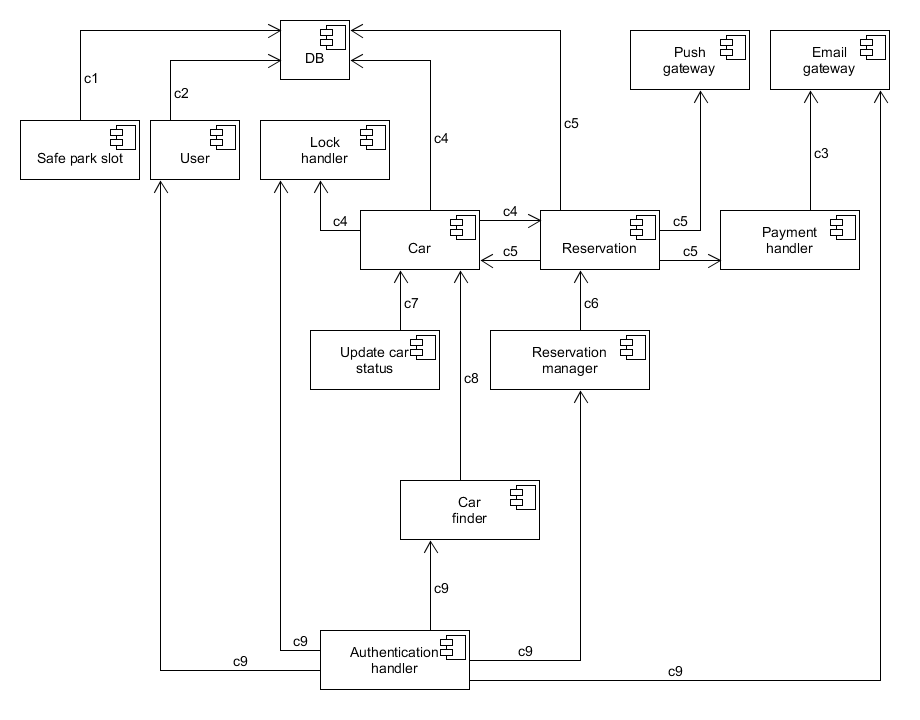 DB
Push
gateway
Email
gateway
c1
c2
c4
c5
c3
Safe park slot
User
Lock
handler
c4
c4
c5
Car
Reservation
Payment
handler
c5
c5
c7
c6
Update car
status
Reservation
manager
c8
Car
finder
c9
c9
c9
Authentication
handler
c9
c9